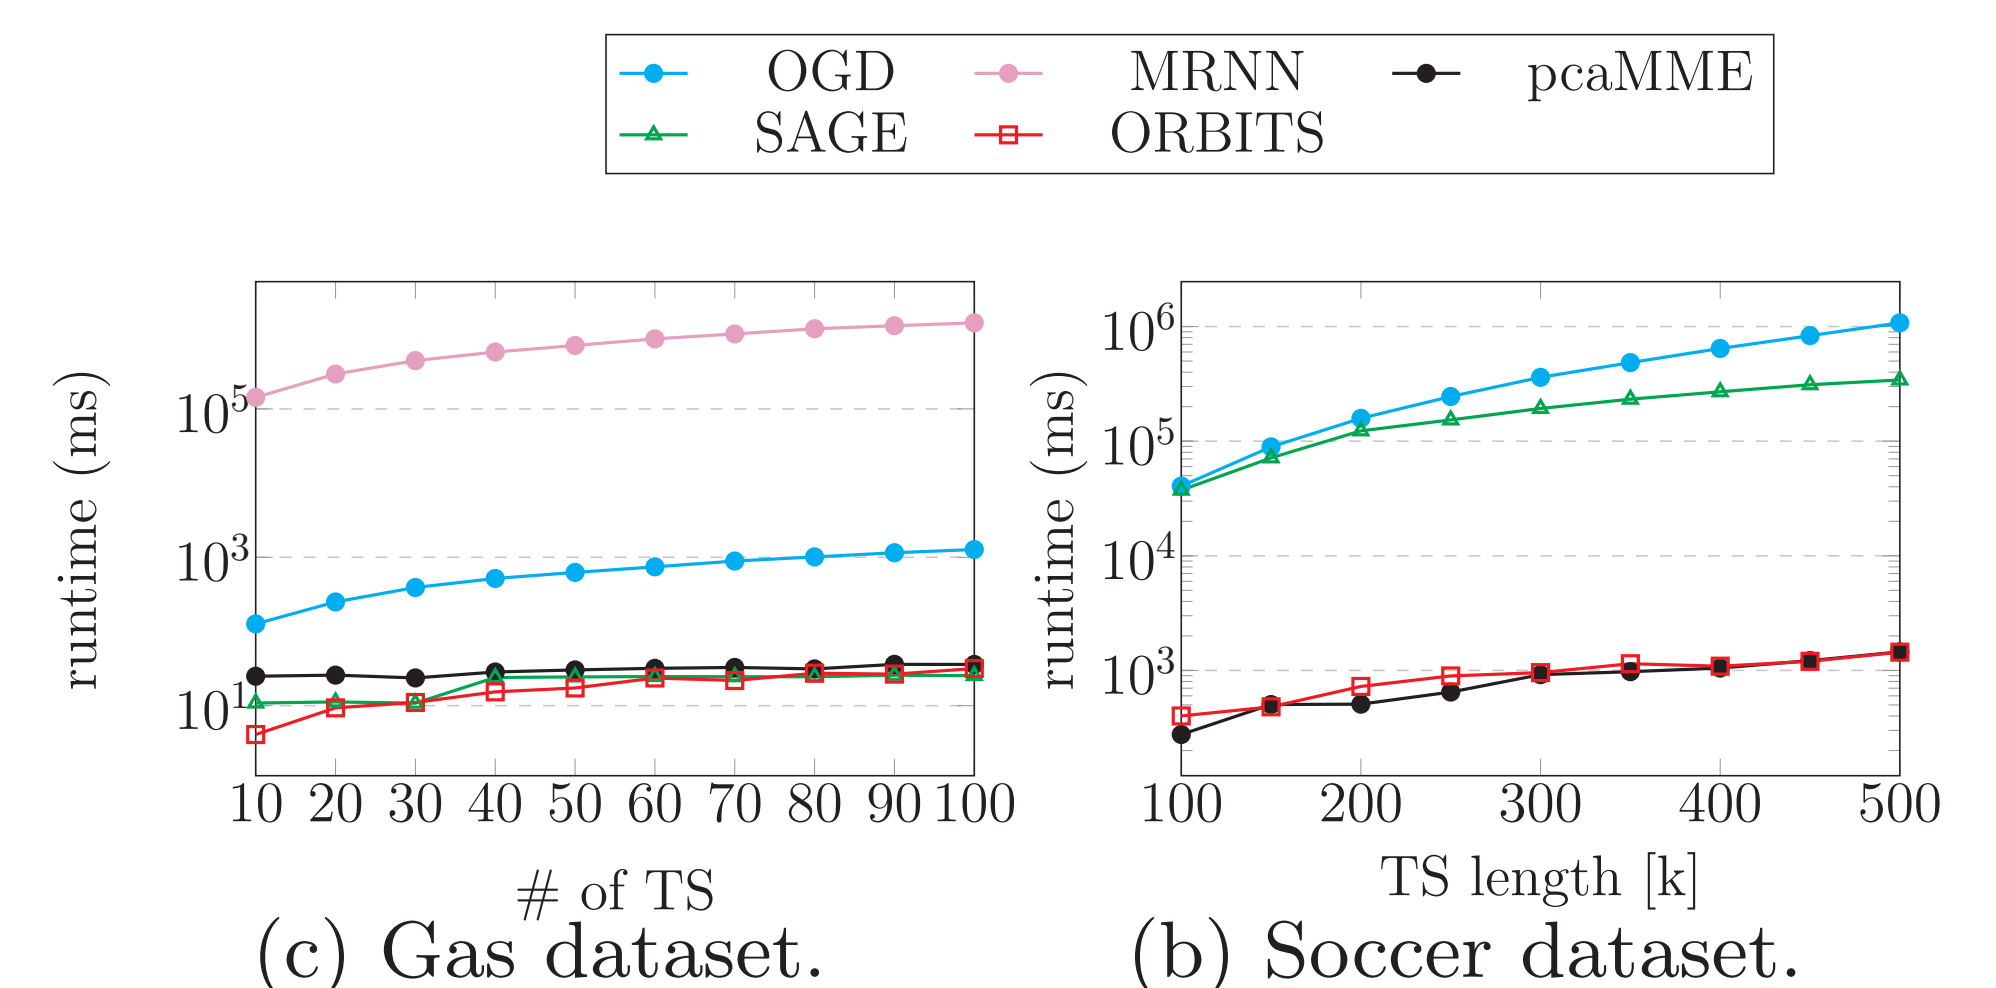 OGD MRNN pcaMME
SAGE ORBITS
runtime (ms)
10^5
10^3
10^1
10 20 30 40 50 60 70 80 90 100
# of TS
(c) Gas dataset.
runtime (ms)
10^6
10^5
10^4
10^3
100 200 300 400 500
TS length [k]
(b) Soccer dataset.